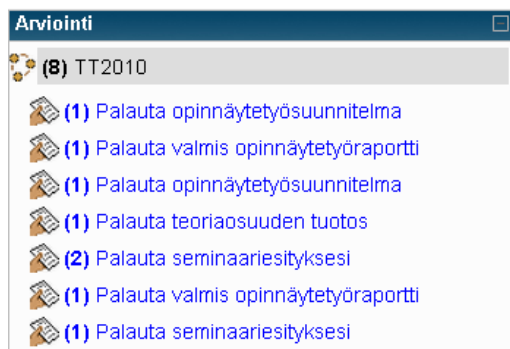 Arviointi
(8) TT2010
(1) Palauta opinnäytetyösuunnitelma
(1) Palauta valmis opinnäytetyöraportti
(1) Palauta opinnäytetyösuunnitelma
(1) Palauta teoriaosuuden tuotos
(2) Palauta seminaariesityksesi
(1) Palauta valmis opinnäytetyöraportti
(1) Palauta seminaariesityksesi